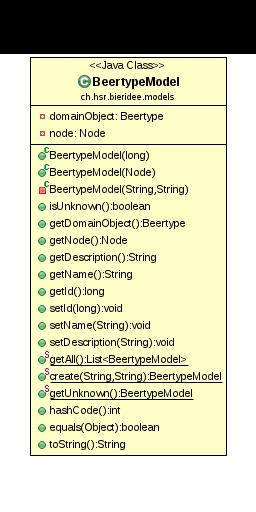 <<Java Class>>
BeertypeModel
ch.hsr.bieridee.models
domainObject: Beertype
node: Node
BeertypeModel(long)
BeertypeModel(Node)
BeertypeModel(String,String)
isUnknown():boolean
getDomainObject():Beertype
getNode():Node
getDescription():String
getName():String
getId():long
setId(long):void
setName(String):void
setDescription(String):void
getAll():List<BeertypeModel>
create(String,String):BeertypeModel
getUnknown():BeertypeModel
hashCode():int
equals(Object):boolean
toString():String